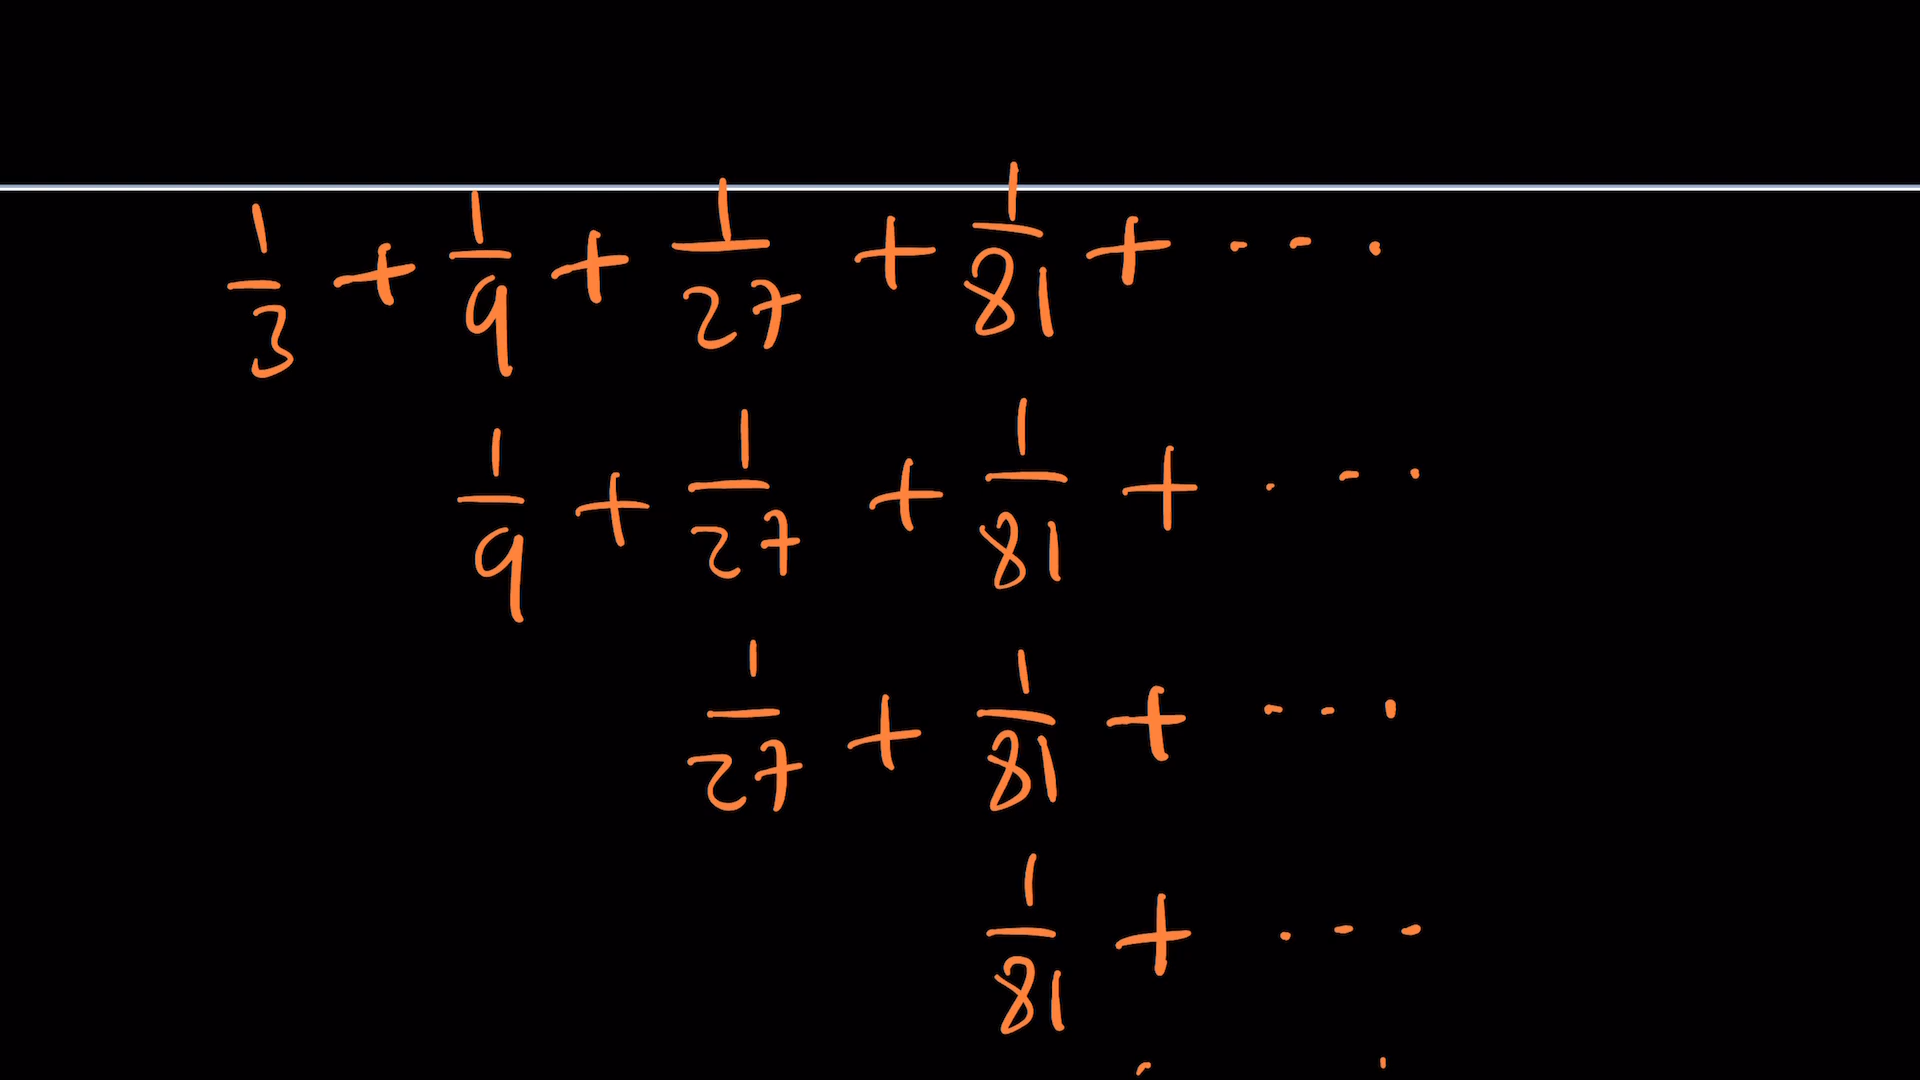 1/3 + 1/9 + 1/27 + 1/81 + ...
1/9 + 1/27 + 1/81 + ...
1/27 + 1/81 + ...
1/81 + ...